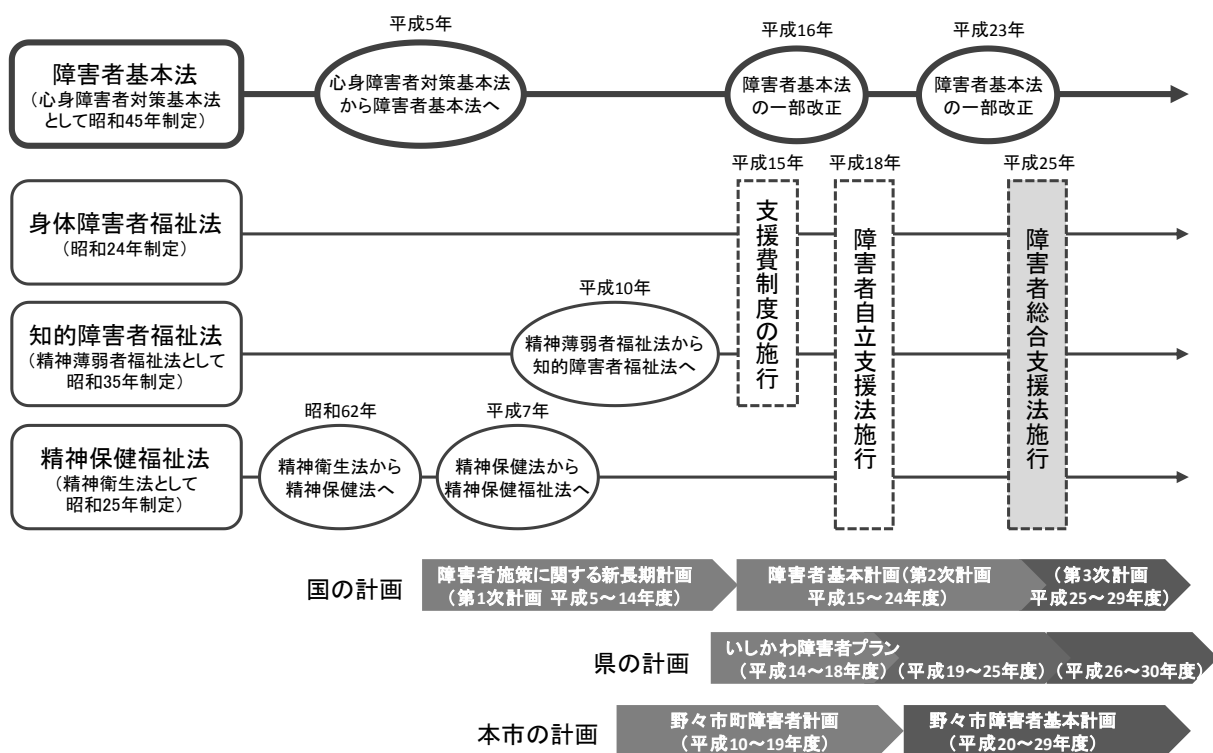 平成5年
平成16年
平成23年
障害者基本法
（心身障害者対策基本法
として昭和45年制定）
心身障害者対策基本法
から障害者基本法へ
障害者基本法
の一部改正
障害者基本法
の一部改正
平成15年
平成18年
平成25年
身体障害者福祉法
（昭和24年制定）
支援費制度の施行
障害者自立支援法施行
障害者総合支援法施行
平成10年
知的障害者福祉法
（精神薄弱者福祉法として
昭和35年制定）
精神薄弱者福祉法から
知的障害者福祉法へ
昭和62年
平成7年
精神保健福祉法
（精神衛生法として
昭和25年制定）
精神衛生法から
精神保健法へ
精神保健法から
精神保健福祉法へ
国の計画
障害者施策に関する新長期計画
（第1次計画 平成5～14年度）
障害者基本計画（第2次計画
平成15～24年度）
（第3次計画
平成25～29年度）
県の計画
いしかわ障害者プラン
（平成14～18年度）
（平成19～25年度）
（平成26～30年度）
本市の計画
野々市町障害者計画
（平成10～19年度）
野々市障害者基本計画
（平成20～29年度）